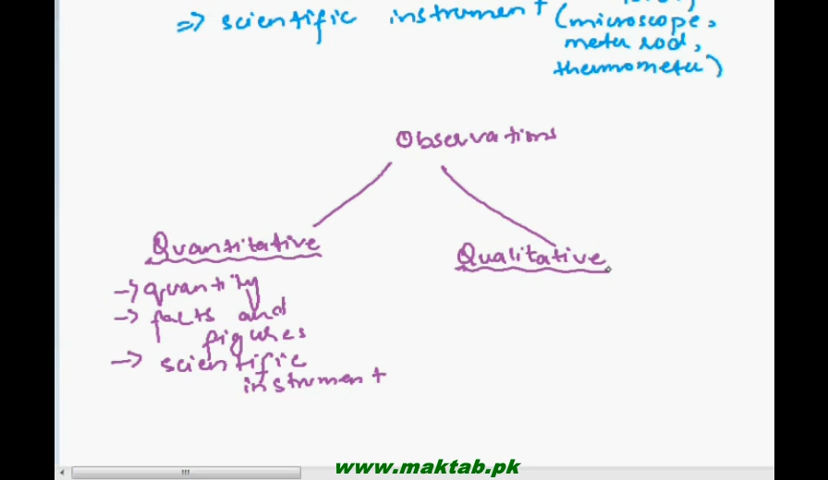 => scientific instrument (microscope,
meter rod,
thermometer)
Observations
Quantitative
Qualitative
-> quantity
-> facts and
figures
-> scientific
instrument
www.maktab.pk